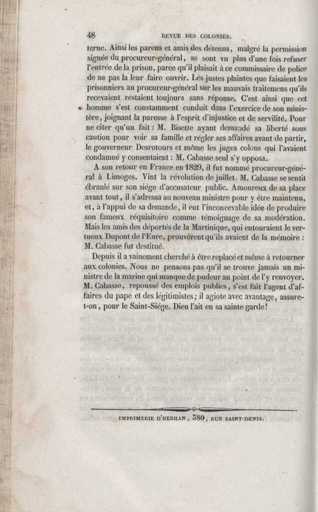 48 REVUE DES COLONIES.
terne. Ainsi les parens et amis des détenus, malgré la permission
signée du procureur-général, se sont vu plus d'une fois refuser
l'entrée de la prison, parce qu'il plaisait à ce commissaire de police
de ne pas la leur faire ouvrir. Les justes plaintes que faisaient les
prisonniers au procureur-général sur les mauvais traitemens qu'ils
recevaient restaient toujours sans réponse. C'est ainsi que cet
homme s'est constamment conduit dans l'exercice de son minis-
tère, joignant la paresse à l'esprit d'injustice et de servilité. Pour
ne citer qu'un fait : M. Bissette ayant demandé sa liberté sous
caution pour voir sa famille et régler ses affaires avant de partir,
le gouverneur Desrotours et même les juges colons qui l'avaient
condamné y consentaient : M. Cabasse seul s'y opposa.
A son retour en France en 1829, il fut nommé procureur-géné-
ral à Limoges. Vint la révolution de juillet. M. Cabasse se sentit
ébranlé sur son siége d'accusateur public. Amoureux de sa place
avant tout, il s'adressa au nouveau ministre pour y être maintenu,
et, à l'appui de sa demande, il eut l'inconcevable idée de produire
son fameux réquisitoire comme témoignage de sa modération.
Mais les amis des déportés de la Martinique, qui entouraient le ver-
tueux Dupont de l'Eure, prouvèrent qu'ils avaient de la mémoire :
M. Cabasse fut destitué.
Depuis il a vainement cherché à être replacé et même à retourner
aux colonies. Nous ne pensons pas qu'il se trouve jamais un mi-
nistre de la marine qui manque de pudeur au point de l'y renvoyer.
M. Cabasse, repoussé des emplois publics, s'est fait l'agent d'af-
faires du pape et des légitimistes; il agiote avec avantage, assure-
t-on, pour le Saint-Siége. Dieu l'ait en sa sainte garde!
IMPRIMERIE D'HERHAN, 380, RUE SAINT-DENIS.